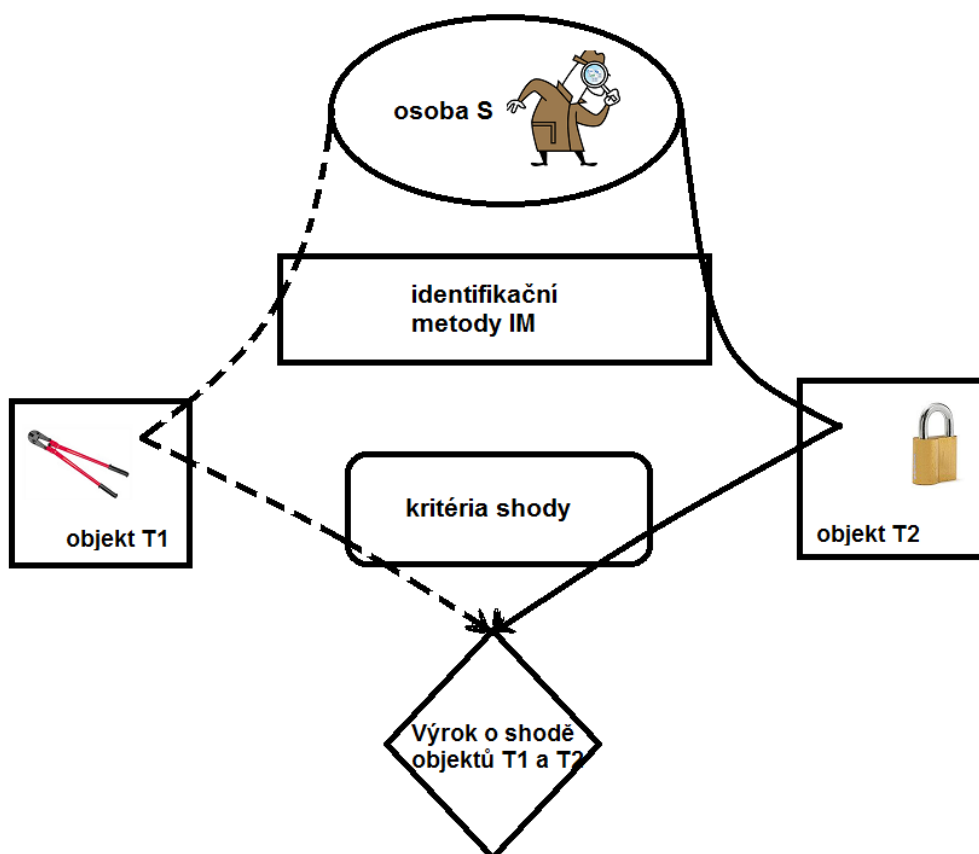 osoba S
identifikační
metody IM
objekt T1
kritéria shody
objekt T2
Výrok o shodě
objektů T1 a T2